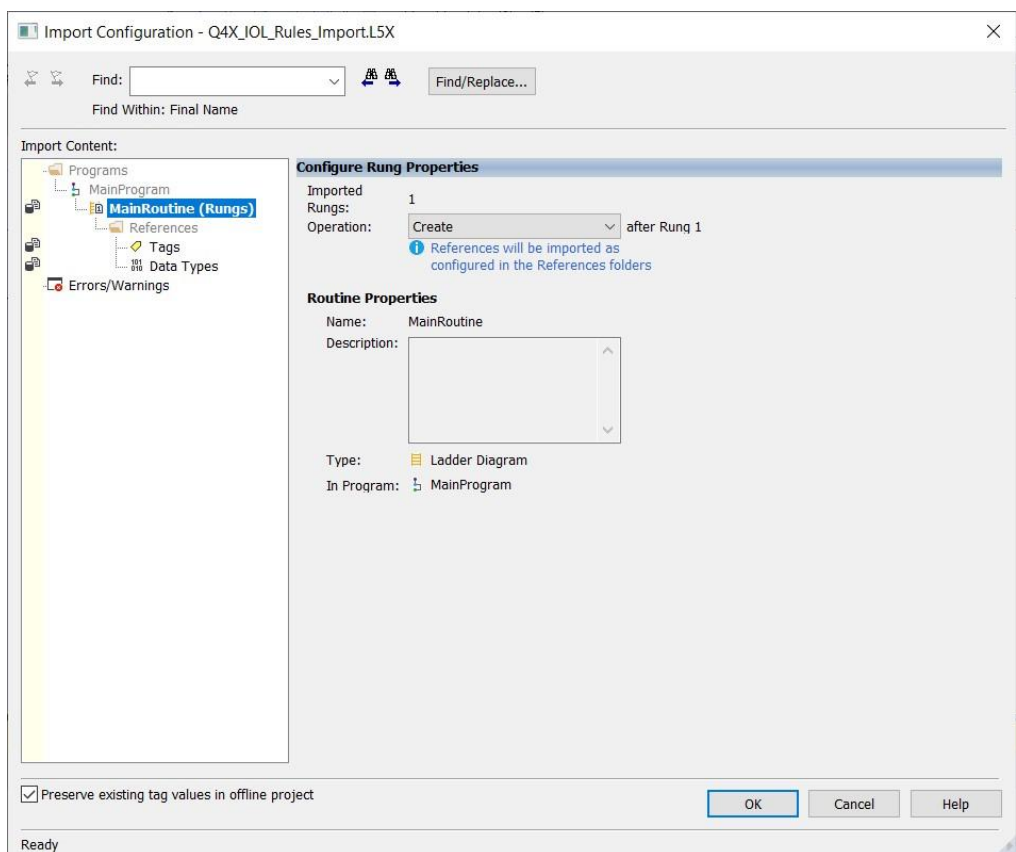 Import Configuration - Q4X_IOL_Rules_Import.L5X
Find:
Find/Replace...
Find Within: Final Name
Import Content:
Programs
MainProgram
MainRoutine (Rungs)
References
Tags
Data Types
Errors/Warnings
Configure Rung Properties
Imported
Rungs:
1
Operation:
Create
after Rung 1
References will be imported as
configured in the References folders
Routine Properties
Name:
MainRoutine
Description:
Type:
Ladder Diagram
In Program:
MainProgram
Preserve existing tag values in offline project
OK
Cancel
Help
Ready